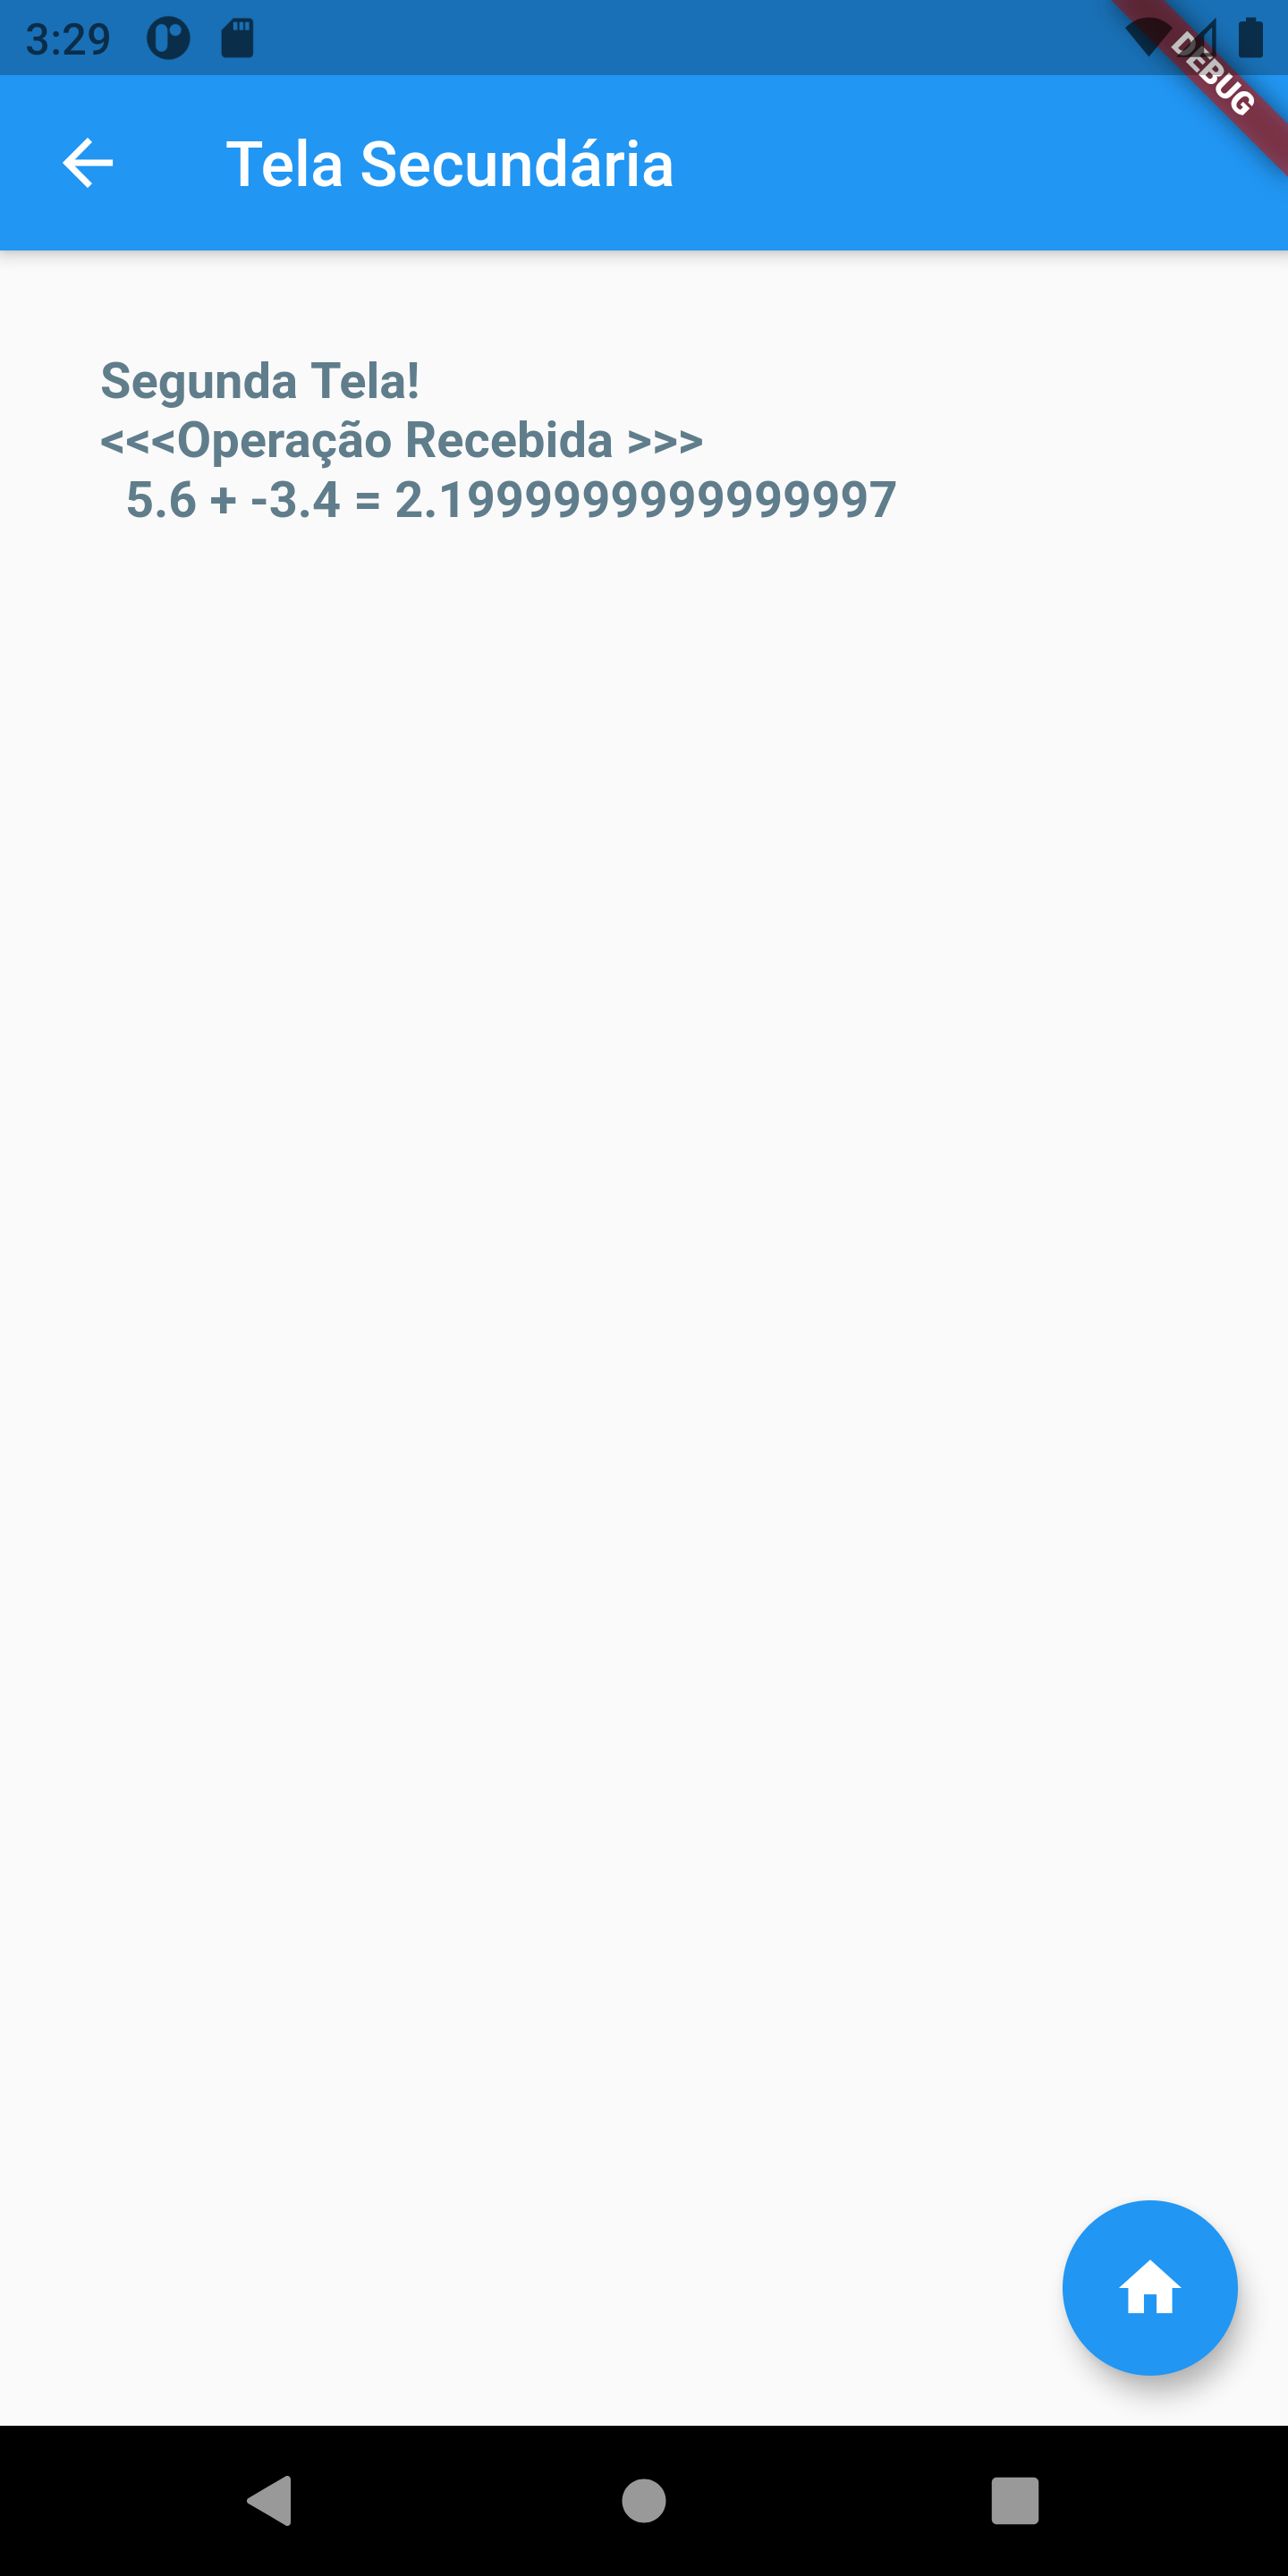 3:29
DEBUG
Tela Secundária
Segunda Tela!
<<<Operação Recebida >>>
5.6 + -3.4 = 2.1999999999999997